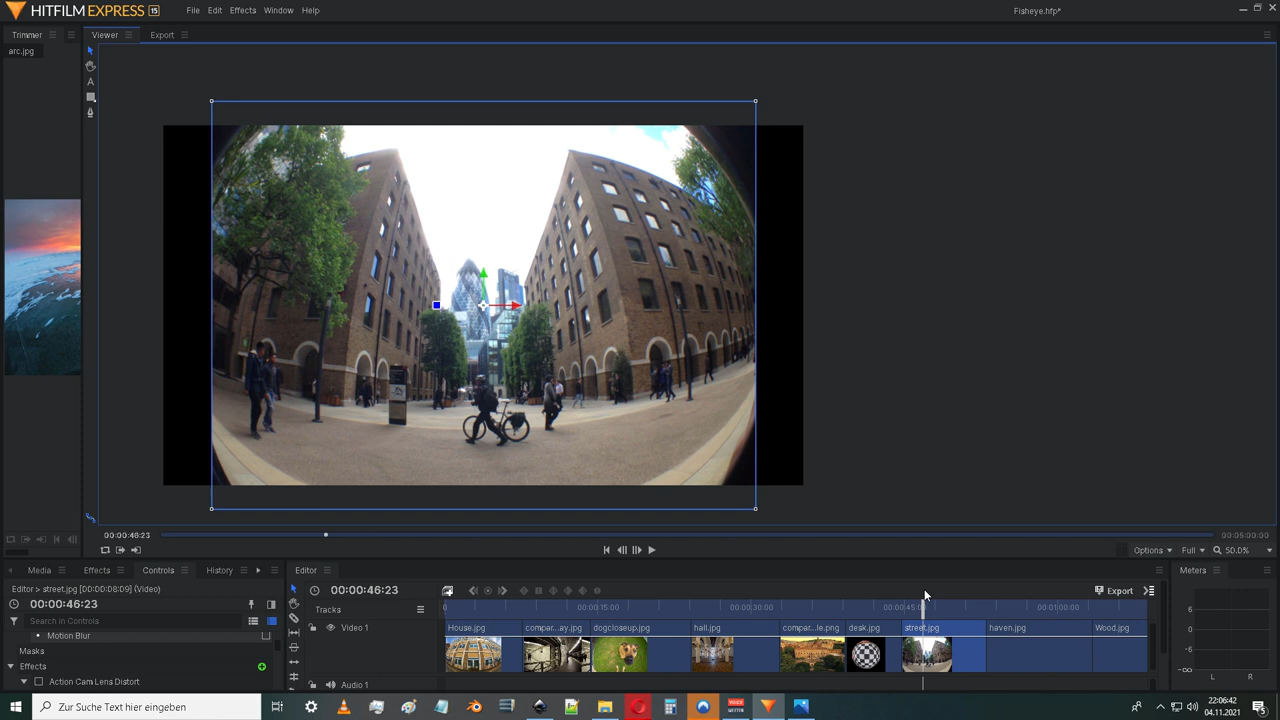 HITFILM EXPRESS 15 File Edit Effects Window Help Fisheye.hfp*
Trimmer Viewer Export
arc.jpg
A
00:00:46:23 00:05:00:00
Options Full 50.0%
Media Effects Controls History Editor Meters
Editor > street.jpg [00:00:08:09] (Video)
00:00:46:23 00:00:46:23 Export
Search in Controls Tracks 0 00:00:15:00 00:00:30:00 00:00:45:00 00:01:00:00 6
Motion Blur Video 1 House.jpg compar...ay.jpg dogcloseup.jpg hall.jpg compar...le.png desk.jpg street.jpg haven.jpg Wood.jpg 0
Masks -6
Effects -∞
Action Cam Lens Distort Audio 1 L R
Zur Suche Text hier eingeben
22:06:42
04.11.2021